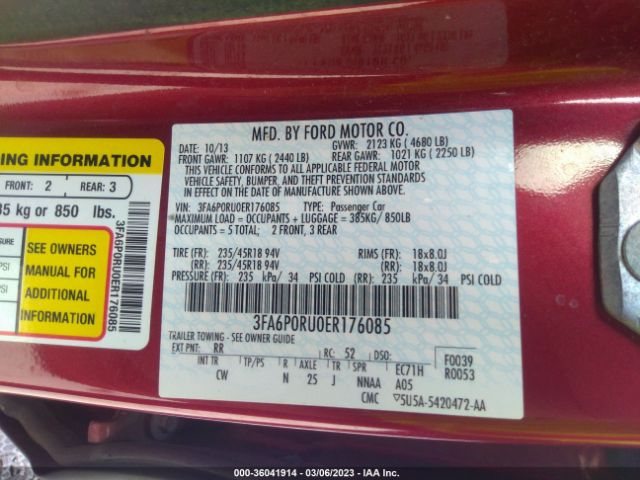 MFD. BY FORD MOTOR CO.
DATE: 10/13 GVWR: 2123 KG ( 4680 LB)
FRONT GAWR: 1107 KG ( 2440 LB) REAR GAWR: 1021 KG ( 2250 LB)
THIS VEHICLE CONFORMS TO ALL APPLICABLE FEDERAL MOTOR
VEHICLE SAFETY, BUMPER, AND THEFT PREVENTION STANDARDS
IN EFFECT ON THE DATE OF MANUFACTURE SHOWN ABOVE.
VIN: 3FA6P0RU0ER176085 TYPE: Passenger Car
MAXIMUM LOAD = OCCUPANTS + LUGGAGE = 385KG/ 850LB
OCCUPANTS = 5 TOTAL; 2 FRONT, 3 REAR
TIRE (FR): 235/45R18 94V RIMS (FR): 18x8.0J
(RR): 235/45R18 94V (RR): 18x8.0J
PRESSURE (FR): 235 kPa/ 34 PSI COLD (RR): 235 kPa/ 34 PSI COLD
3FA6P0RU0ER176085
TRAILER TOWING - SEE OWNER GUIDE
EXT PNT: RR RC: 52 DSO: F0039
INT TR TP/PS R AXLE TR SPR EC71H R0053
CW N 25 J NNAA A05
CMC ▽5U5A-5420472-AA
ING INFORMATION
FRONT: 2 REAR: 3
85 kg or 850 lbs.
SSURE
PSI
PSI
SEE OWNERS
MANUAL FOR
ADDITIONAL
INFORMATION
3FA6P0RU0ER176085
000 - 36041914 - 03/06/2023 - IAA Inc.